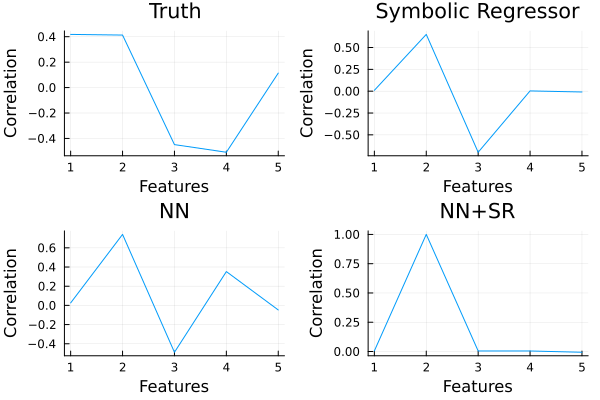 Truth
Correlation
0.4
0.2
0.0
−0.2
−0.4
1 2 3 4 5
Features
Symbolic Regressor
Correlation
0.50
0.25
0.00
−0.25
−0.50
1 2 3 4 5
Features
NN
Correlation
0.6
0.4
0.2
0.0
−0.2
−0.4
1 2 3 4 5
Features
NN+SR
Correlation
1.00
0.75
0.50
0.25
0.00
1 2 3 4 5
Features